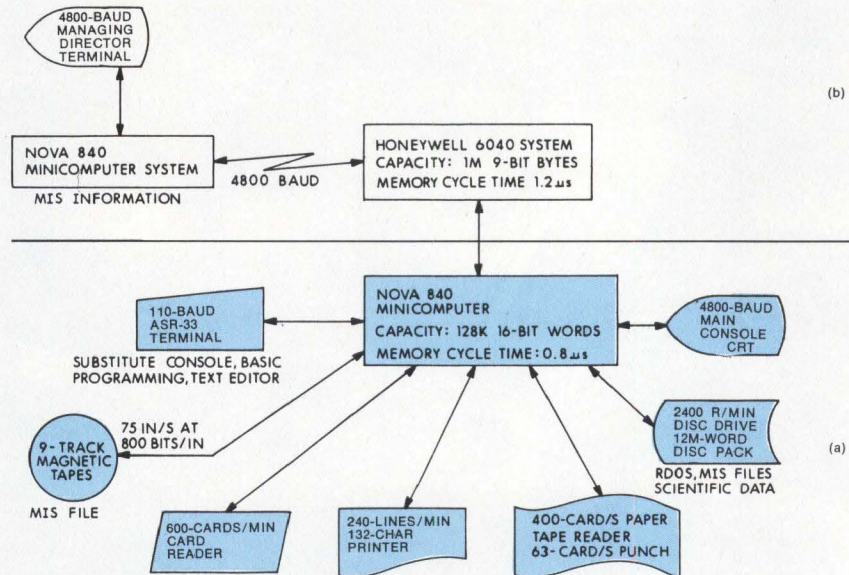 4800-BAUD
MANAGING
DIRECTOR
TERMINAL
(b)
NOVA 840
MINICOMPUTER SYSTEM
MIS INFORMATION
4800 BAUD
HONEYWELL 6040 SYSTEM
CAPACITY: 1M 9-BIT BYTES
MEMORY CYCLE TIME 1.2µs
NOVA 840
MINICOMPUTER
CAPACITY: 128K 16-BIT WORDS
MEMORY CYCLE TIME: 0.8µs
110-BAUD
ASR-33
TERMINAL
SUBSTITUTE CONSOLE, BASIC
PROGRAMMING, TEXT EDITOR
4800-BAUD
MAIN
CONSOLE
CRT
75 IN/S AT
800 BITS/IN
9-TRACK
MAGNETIC
TAPES
MIS FILE
2400 R/MIN
DISC DRIVE
12M-WORD
DISC PACK
RDOS, MIS FILES
SCIENTIFIC DATA
(a)
600-CARDS/MIN
CARD
READER
240-LINES/MIN
132-CHAR
PRINTER
400-CARD/S PAPER
TAPE READER
63-CARD/S PUNCH